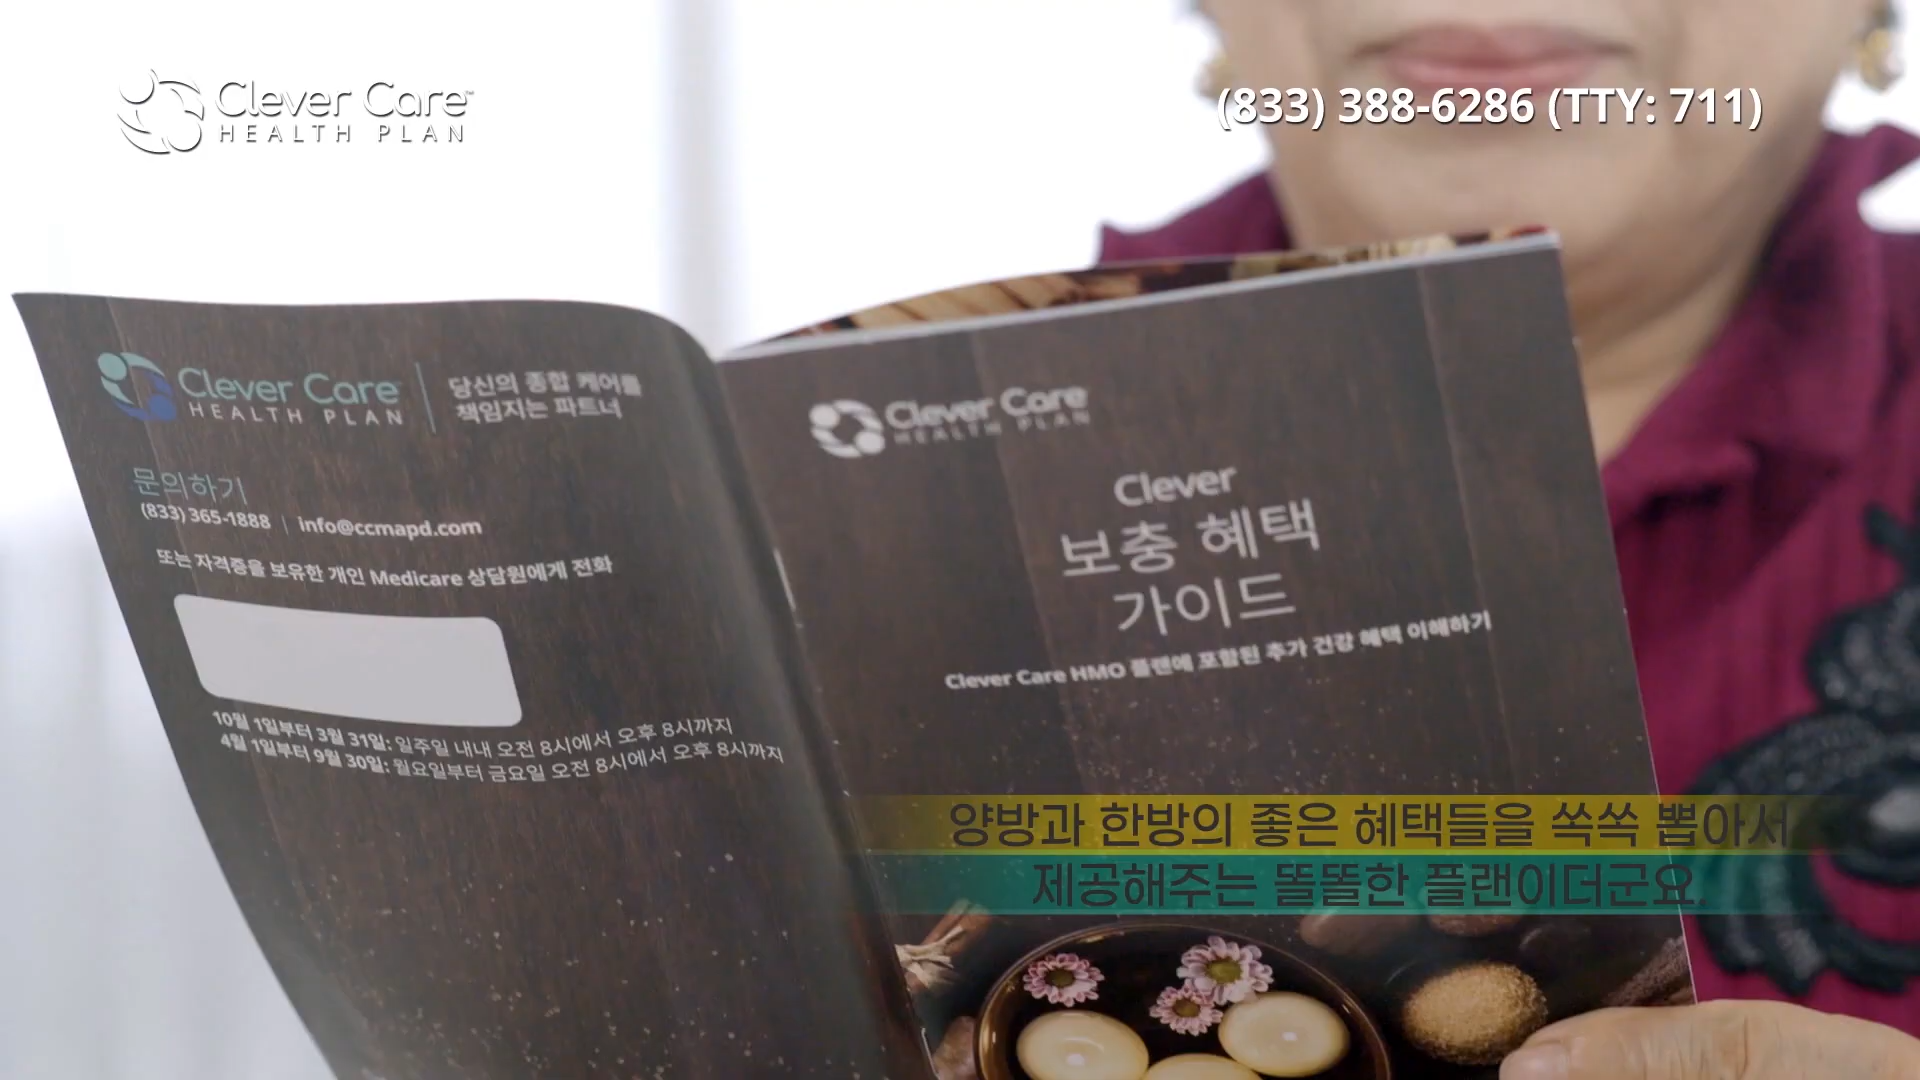 Clever Care™
HEALTH PLAN
(833) 388-6286 (TTY: 711)
Clever Care
HEALTH PLAN
당신의 종합 케어를
책임지는 파트너
문의하기
(833) 365-1888 | info@ccmapd.com
또는 자격증을 보유한 개인 Medicare 상담원에게 전화
10월 1일부터 3월 31일: 일주일 내내 오전 8시에서 오후 8시까지
4월 1일부터 9월 30일: 월요일부터 금요일 오전 8시에서 오후 8시까지
Clever Care
HEALTH PLAN
Clever
보충 혜택
가이드
Clever Care HMO 플랜에 포함된 추가 건강 혜택 이해하기
양방과 한방의 좋은 혜택들을 쏙쏙 뽑아서
제공해주는 똘똘한 플랜이더군요.